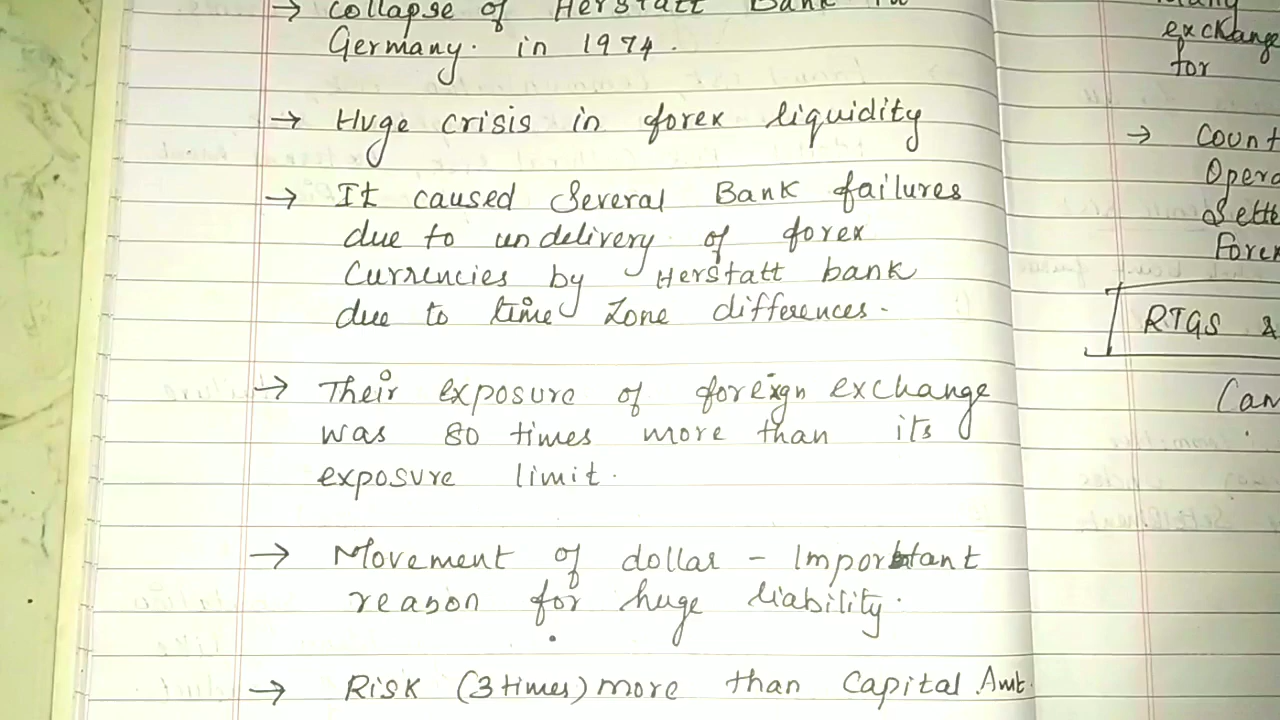 → Collapse of Herstatt Bank in
Germany. in 1974.
→ Huge crisis in forex liquidity
→ It caused Several Bank failures
due to undelivery of forex
Currencies by Herstatt bank
due to time Zone differences.
→ Their exposure of foreign exchange
was 80 times more than its
exposure limit.
→ Movement of dollar - Important
reason for huge liability.
→ Risk (3 times) more than Capital Amt.
exchange
for
→ Count
Opera
Settl
Forex
RTGS &
Can